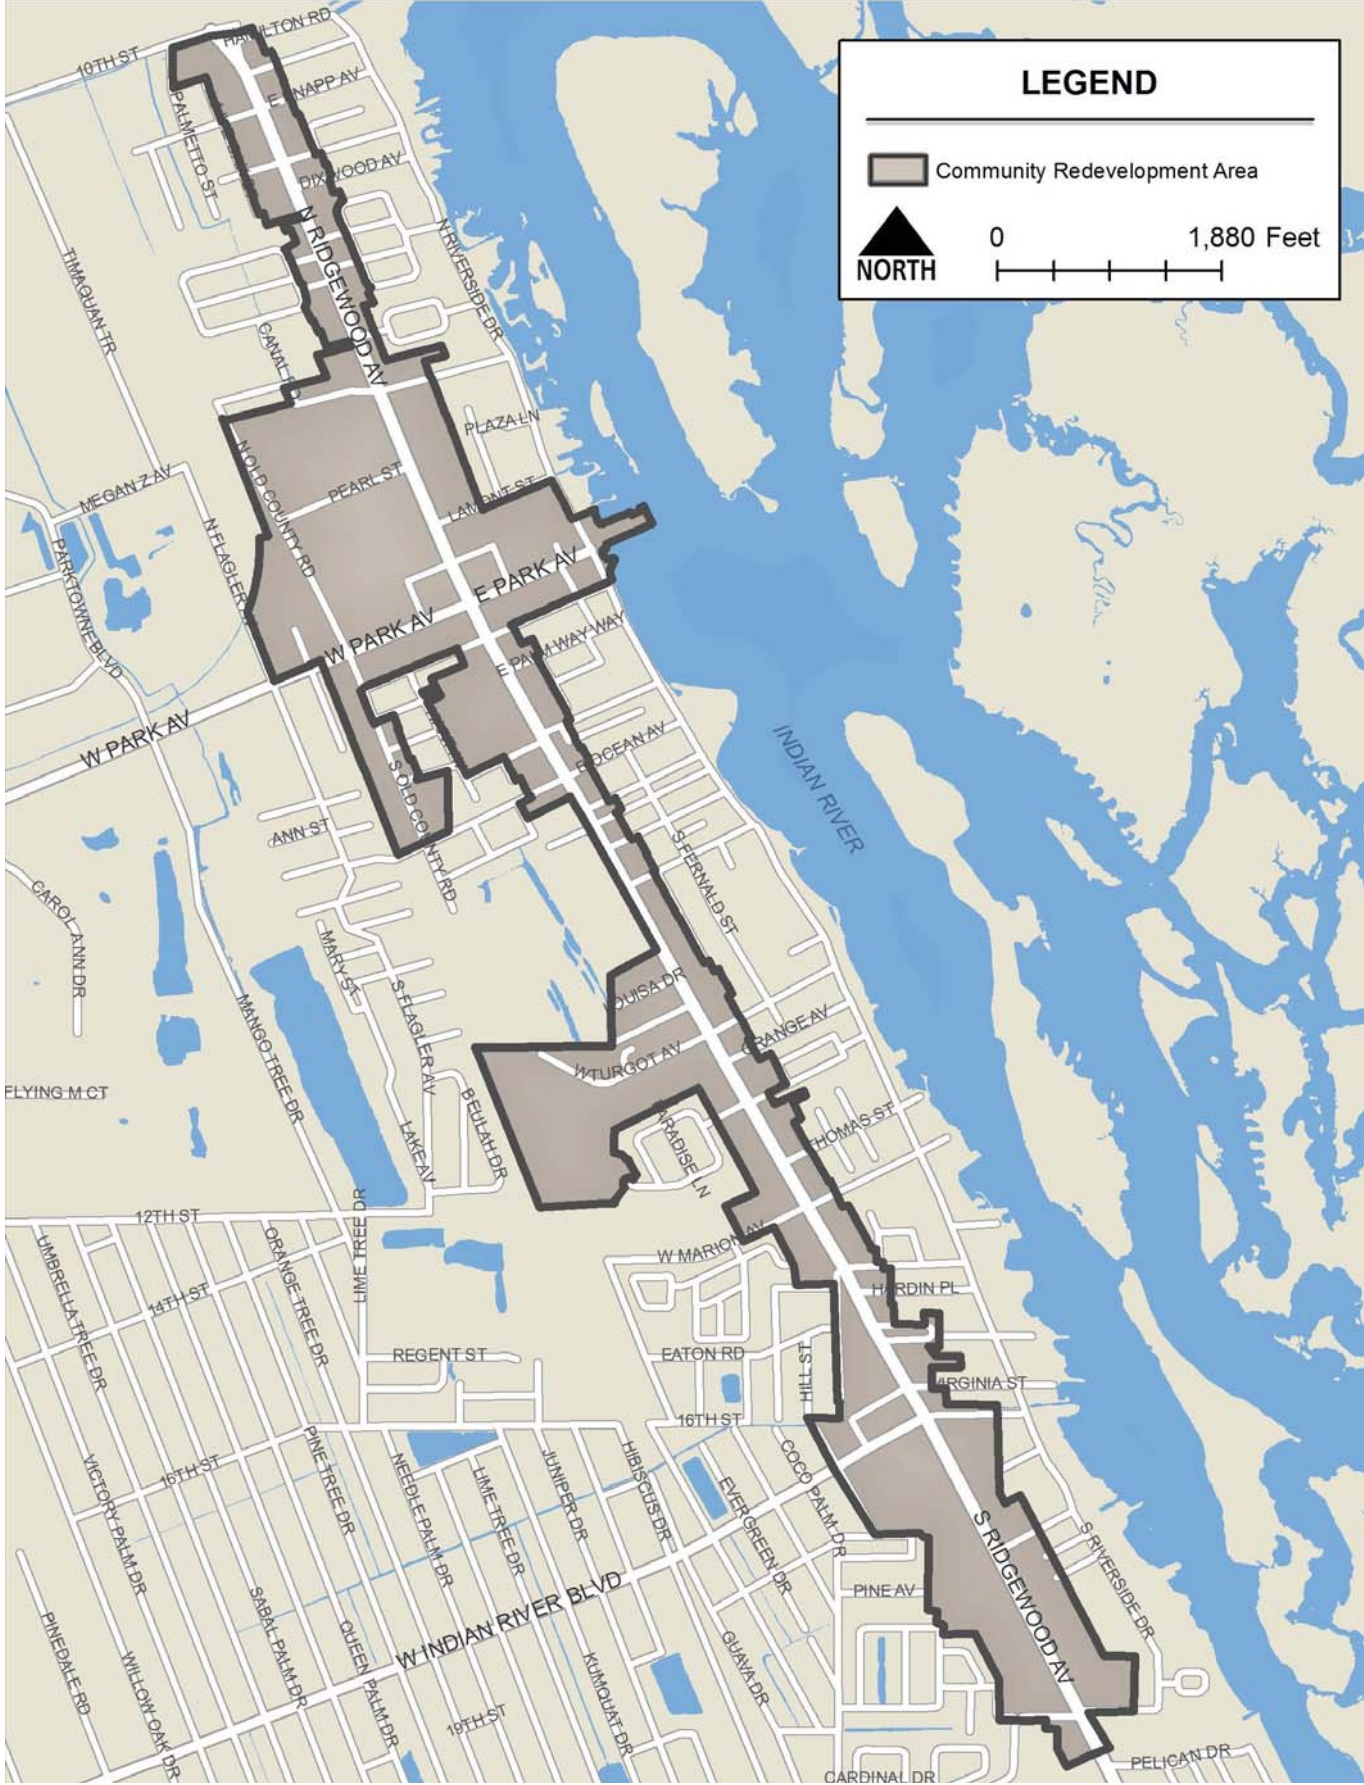 LEGEND
Community Redevelopment Area
NORTH
0 1,880 Feet
HAMILTON RD
10TH ST
E KNAPP AV
PALMETTO ST
DIXWOOD AV
N RIDGEWOOD AV
N RIVERSIDE DR
TIMAQUAN TR
CANAL RD
PLAZA LN
N OLD COUNTY RD
PEARL ST
MEGAN Z AV
LAMONT ST
N FLAGLER AV
PARKTOWNE BLVD
E PARK AV
W PARK AV
E PALM WAY WAY
W PARK AV
INDIAN RIVER
E OCEAN AV
S OLD COUNTY RD
ANN ST
S FERNALD ST
CAROL ANN DR
MARY ST
LOUISA DR
S FLAGLER AV
MANGO TREE DR
ORANGE AV
W TURGOT AV
FLYING M CT
BEULAH DR
LAKE AV
PARADISE LN
THOMAS ST
12TH ST
LIME TREE DR
UMBRELLA TREE DR
ORANGE TREE DR
W MARION AV
14TH ST
HARDIN PL
REGENT ST
EATON RD
HILL ST
VIRGINIA ST
16TH ST
16TH ST
PINE TREE DR
NEEDLE PALM DR
LIME TREE DR
JUNIPER DR
HIBISCUS DR
COCO PALM DR
EVERGREEN DR
VICTORY PALM DR
S RIDGEWOOD AV
S RIVERSIDE DR
PINE AV
W INDIAN RIVER BLVD
SABAL PALM DR
QUEEN PALM DR
PINEDALE RD
WILLOW OAK DR
KUMQUAT DR
GUAVA DR
19TH ST
PELICAN DR
CARDINAL DR